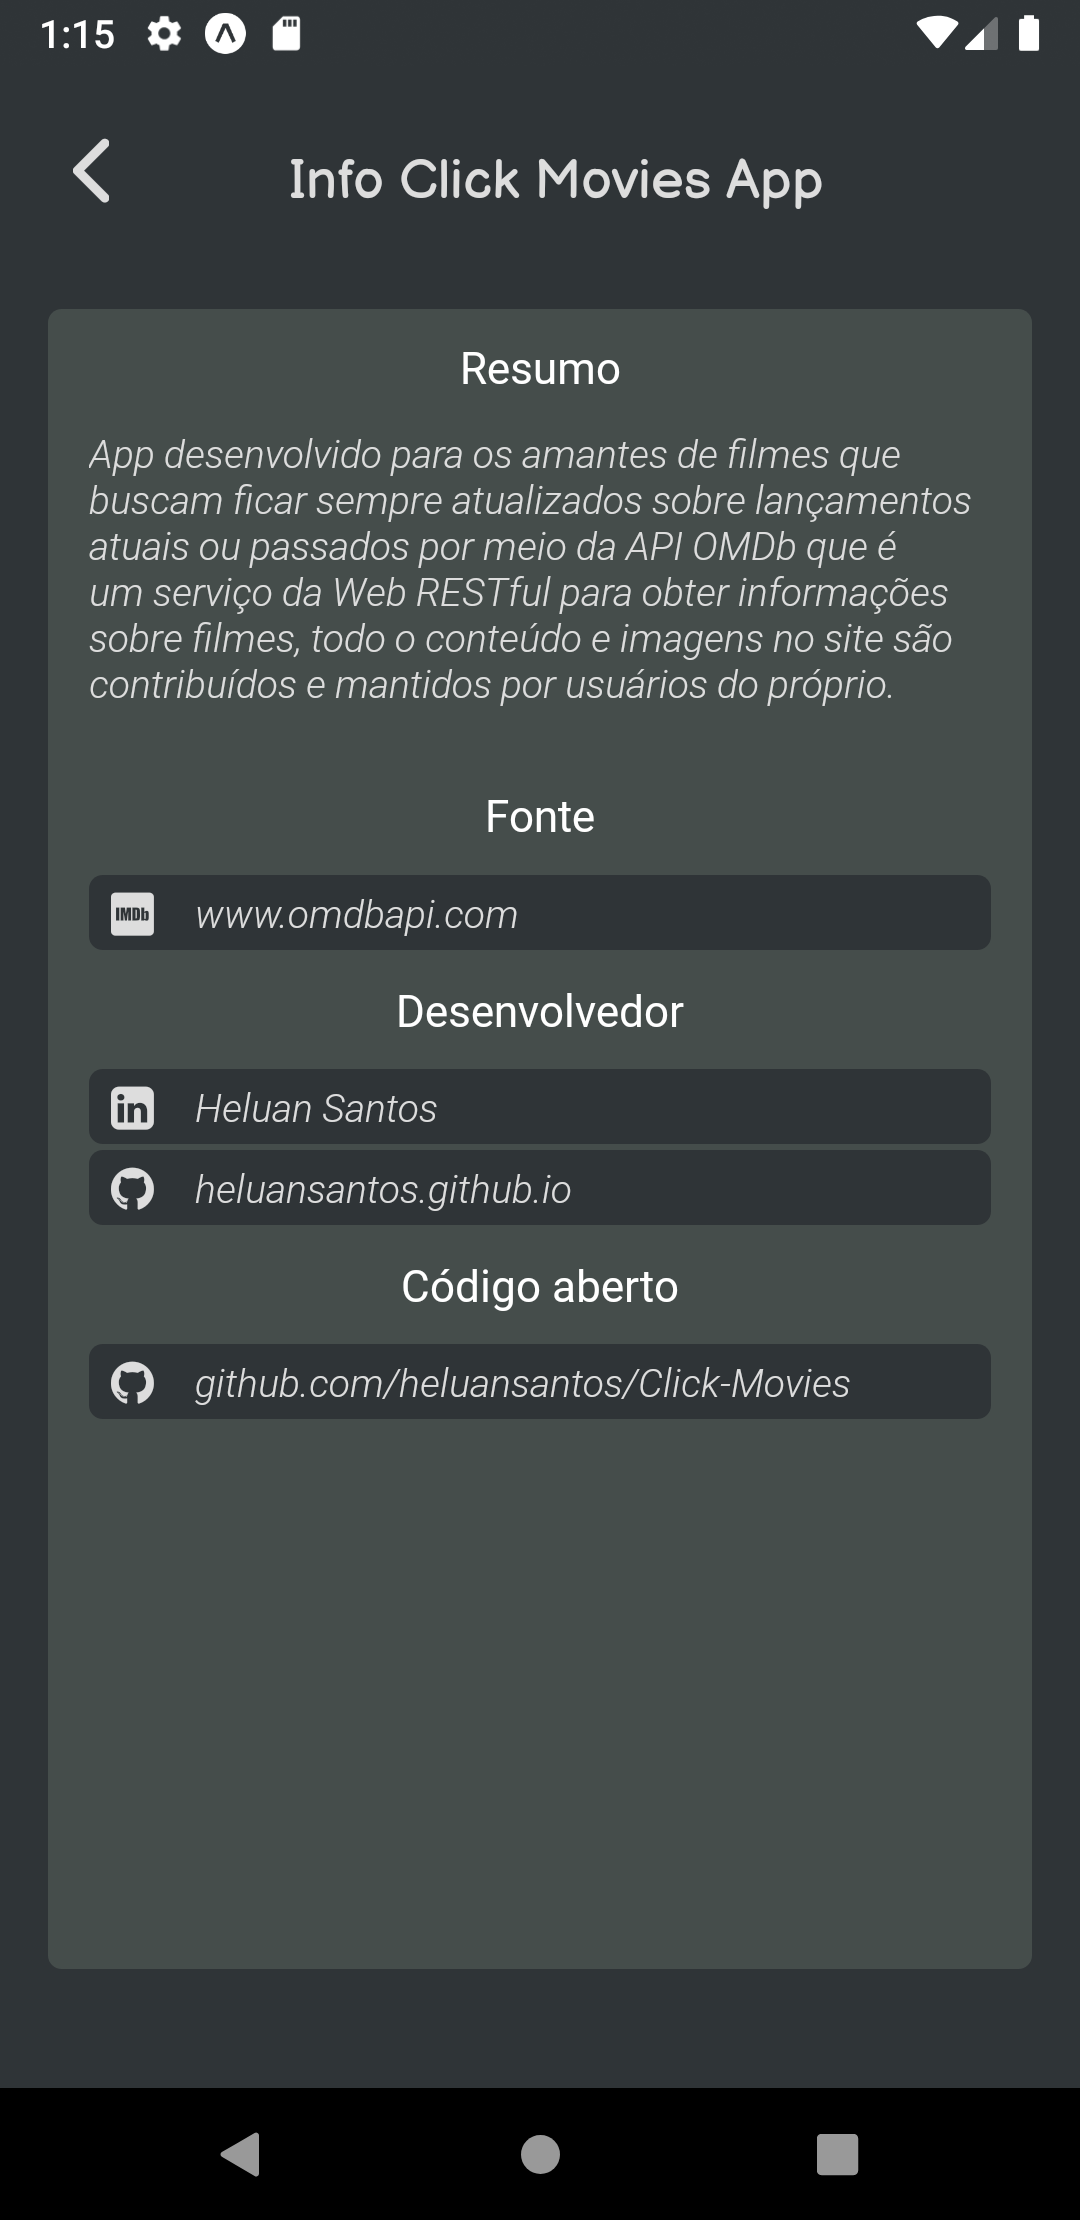 1:15
Info Click Movies App
Resumo
App desenvolvido para os amantes de filmes que
buscam ficar sempre atualizados sobre lançamentos
atuais ou passados por meio da API OMDb que é
um serviço da Web RESTful para obter informações
sobre filmes, todo o conteúdo e imagens no site são
contribuídos e mantidos por usuários do próprio.
Fonte
IMDb www.omdbapi.com
Desenvolvedor
in Heluan Santos
heluansantos.github.io
Código aberto
github.com/heluansantos/Click-Movies